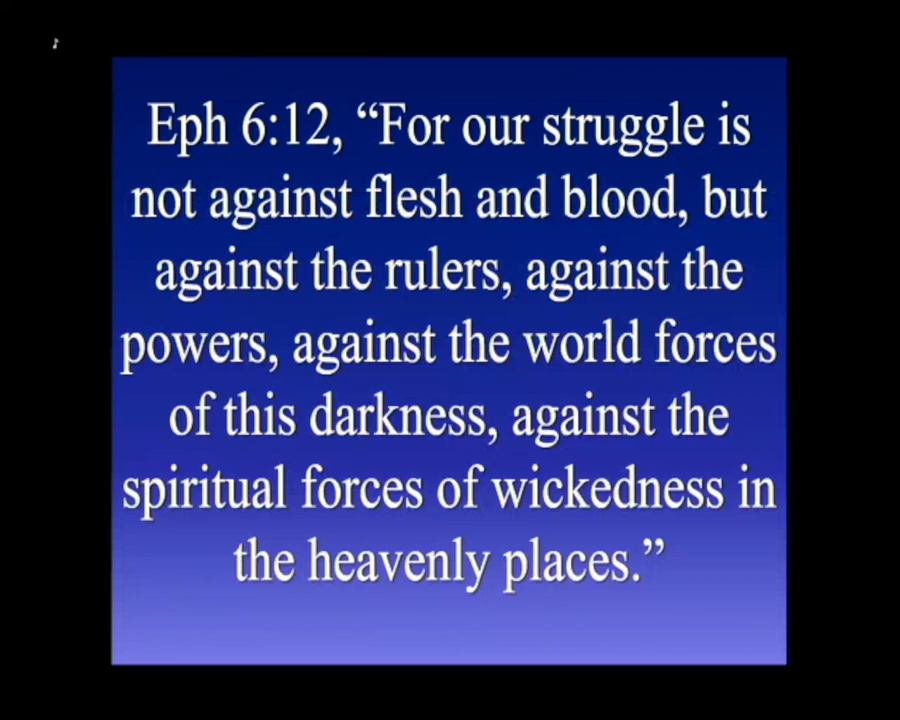 Eph 6:12, “For our struggle is
not against flesh and blood, but
against the rulers, against the
powers, against the world forces
of this darkness, against the
spiritual forces of wickedness in
the heavenly places.”